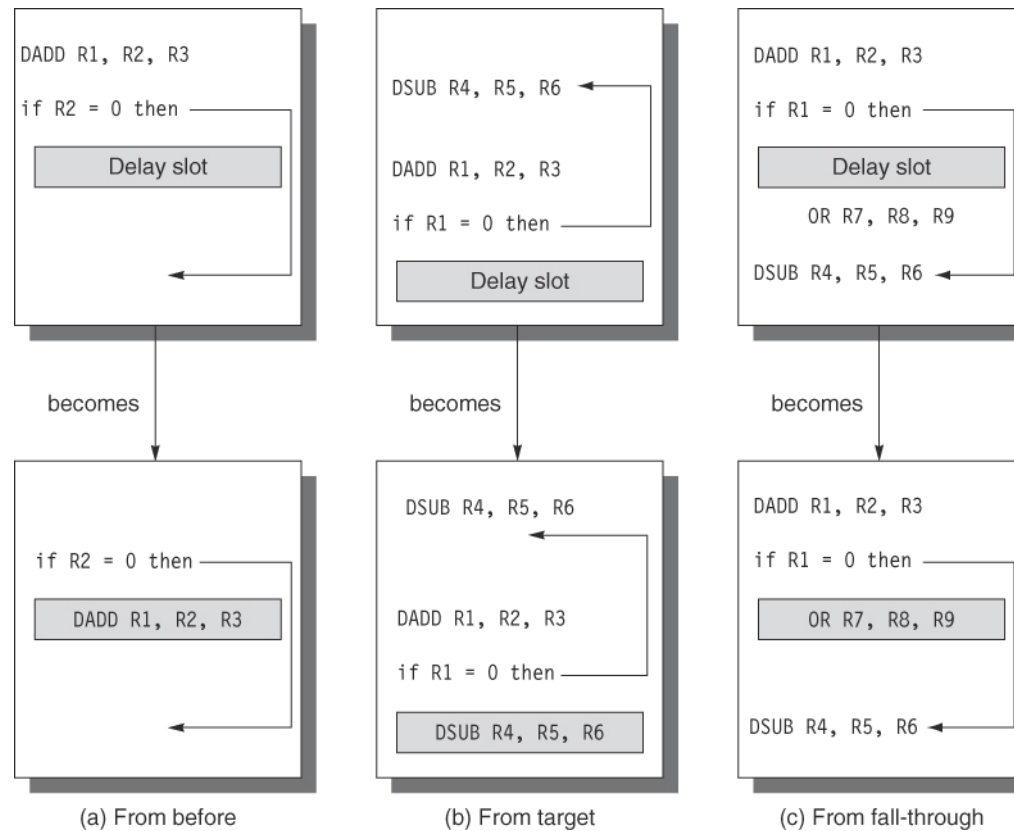 DADD R1, R2, R3
if R2 = 0 then
Delay slot
becomes
if R2 = 0 then
DADD R1, R2, R3
(a) From before
DSUB R4, R5, R6
DADD R1, R2, R3
if R1 = 0 then
Delay slot
becomes
DSUB R4, R5, R6
DADD R1, R2, R3
if R1 = 0 then
DSUB R4, R5, R6
(b) From target
DADD R1, R2, R3
if R1 = 0 then
Delay slot
OR R7, R8, R9
DSUB R4, R5, R6
becomes
DADD R1, R2, R3
if R1 = 0 then
OR R7, R8, R9
DSUB R4, R5, R6
(c) From fall-through